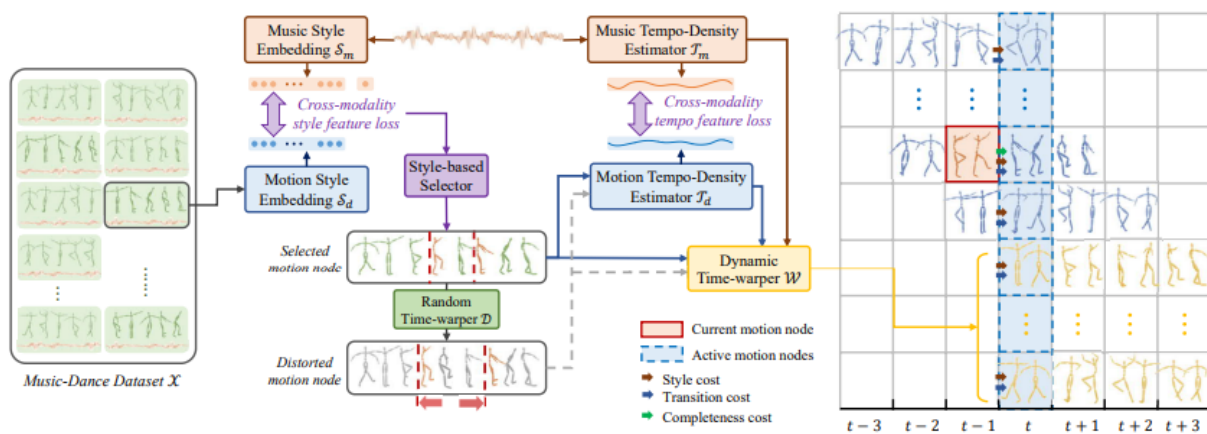 Music Style
Embedding 𝒮ₘ
Music Tempo-Density
Estimator 𝒯ₘ
Cross-modality
style feature loss
Cross-modality
tempo feature loss
Motion Style
Embedding 𝒮d
Style-based
Selector
Motion Tempo-Density
Estimator 𝒯d
Selected
motion node
Dynamic
Time-warper 𝒲
Random
Time-warper 𝒟
Distorted
motion node
Music-Dance Dataset 𝒳
Current motion node
Active motion nodes
Style cost
Transition cost
Completeness cost
t − 3 t − 2 t − 1 t t + 1 t + 2 t + 3